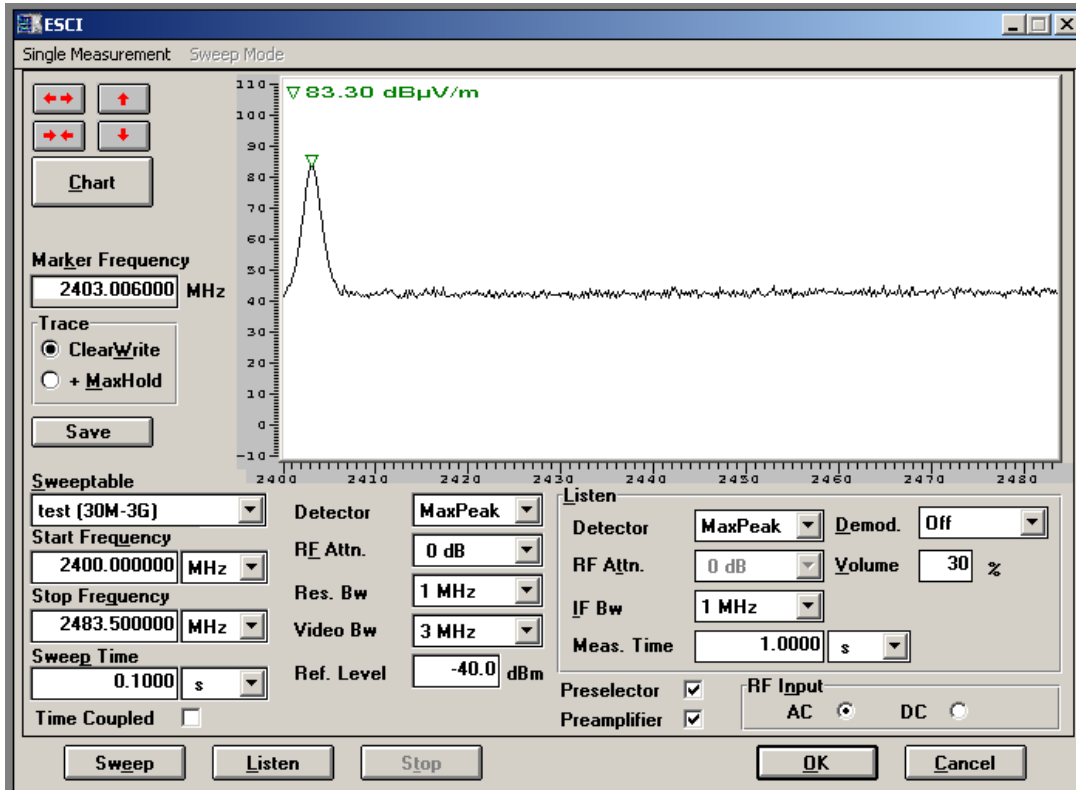 ESCI
Single Measurement Sweep Mode
Chart
Marker Frequency
2403.006000 MHz
Trace
ClearWrite
+ MaxHold
Save
110
100
90
80
70
60
50
40
30
20
10
0
-10
83.30 dBµV/m
2400 2410 2420 2430 2440 2450 2460 2470 2480
Sweeptable
test (30M-3G)
Start Frequency
2400.000000 MHz
Stop Frequency
2483.500000 MHz
Sweep Time
0.1000 s
Time Coupled
Detector MaxPeak
RF Attn. 0 dB
Res. Bw 1 MHz
Video Bw 3 MHz
Ref. Level -40.0 dBm
Listen
Detector MaxPeak Demod. Off
RF Attn. 0 dB Volume 30 %
IF Bw 1 MHz
Meas. Time 1.0000 s
Preselector
Preamplifier
RF Input
AC DC
Sweep Listen Stop OK Cancel